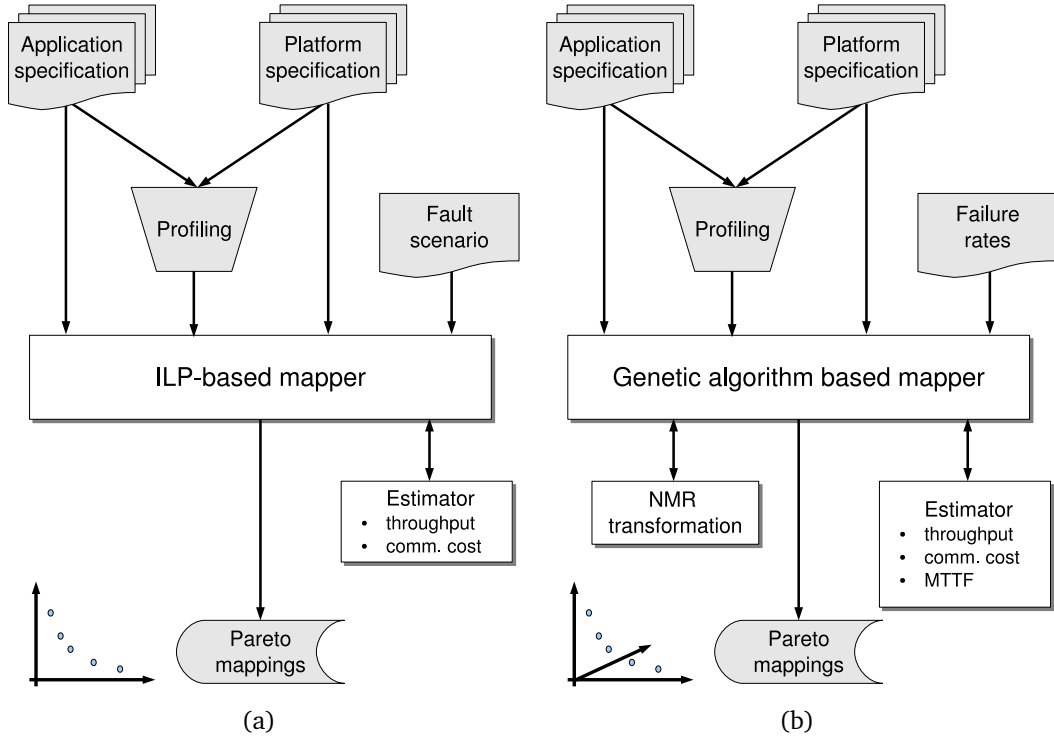 Application
specification
Platform
specification
Profiling
Fault
scenario
ILP-based mapper
Estimator
• throughput
• comm. cost
Pareto
mappings
(a)
Application
specification
Platform
specification
Profiling
Failure
rates
Genetic algorithm based mapper
NMR
transformation
Estimator
• throughput
• comm. cost
• MTTF
Pareto
mappings
(b)